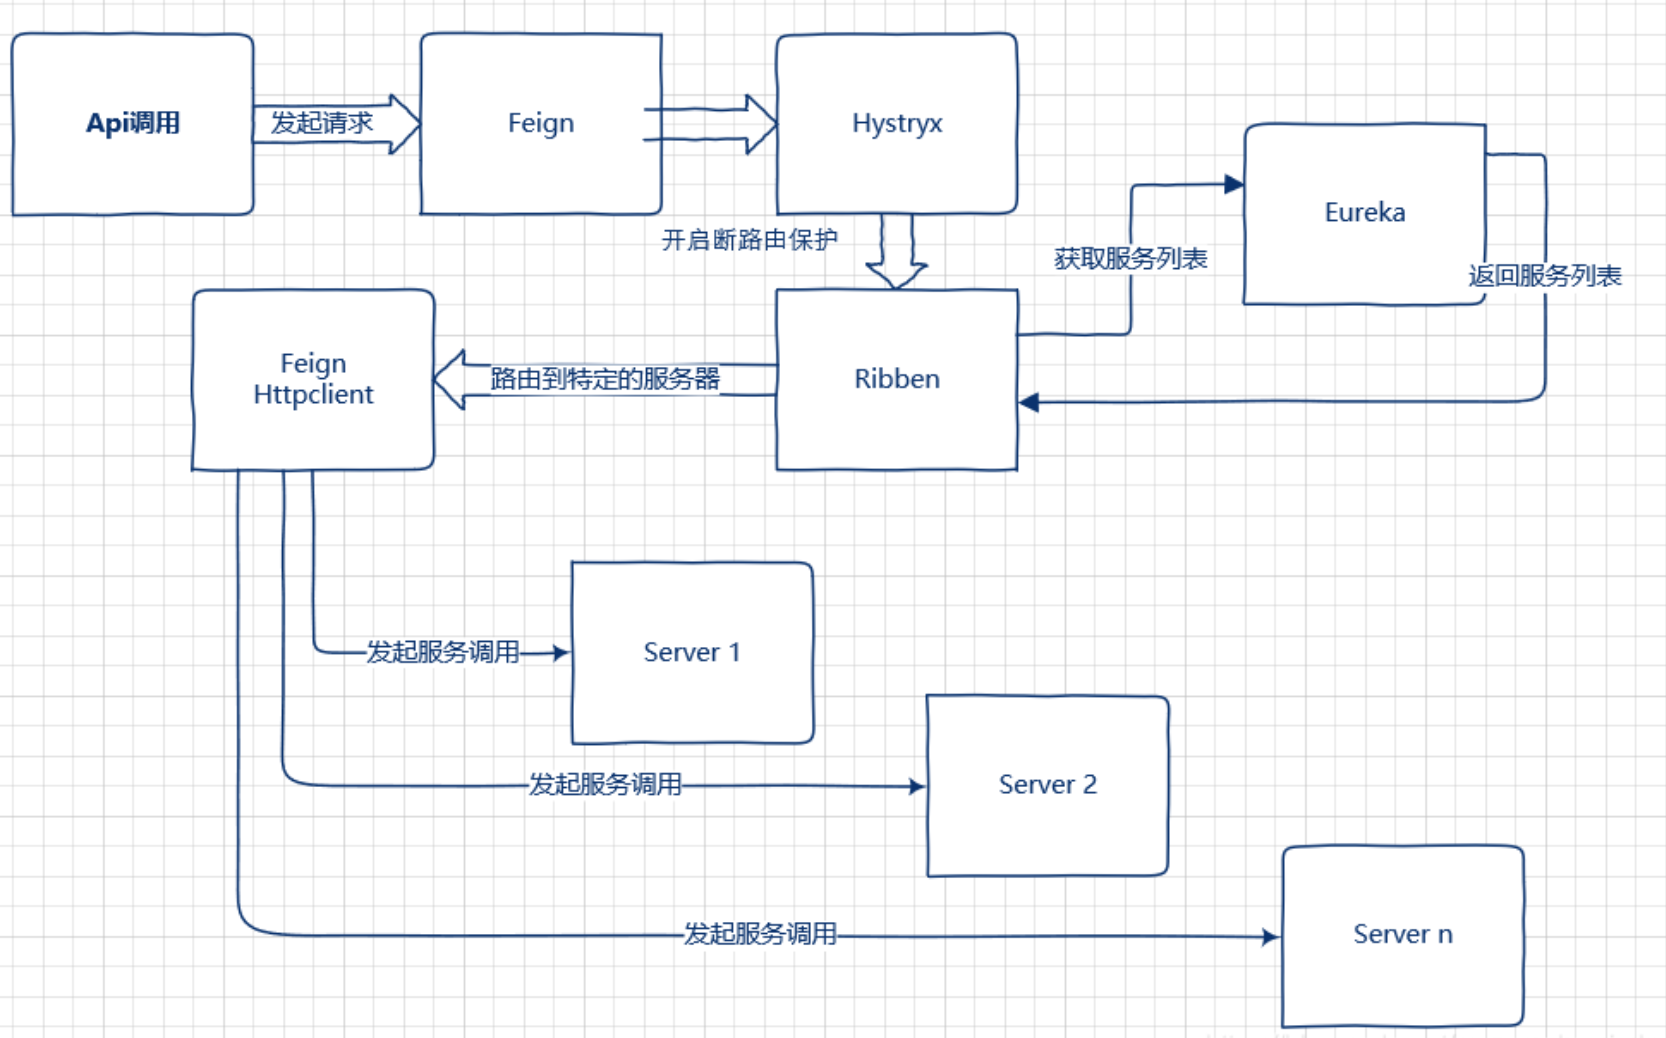 Api调用
发起请求
Feign
Hystryx
Eureka
开启断路由保护
获取服务列表
返回服务列表
Feign
Httpclient
路由到特定的服务器
Ribben
发起服务调用
Server 1
发起服务调用
Server 2
发起服务调用
Server n